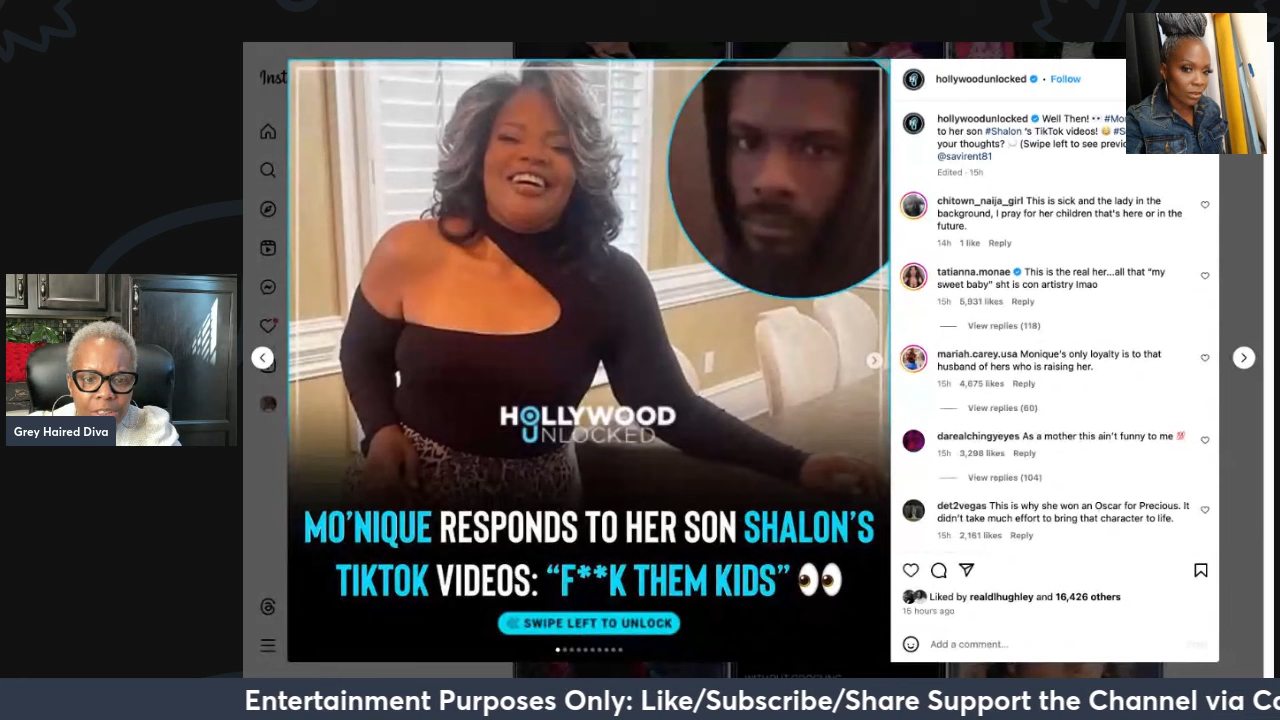 Inst
hollywoodunlocked • Follow
hollywoodunlocked Well Then! 👀 #Mo
to her son #Shalon 's TikTok videos! 😳 #S
your thoughts? 💭 (Swipe left to see previ
@savirent81
Edited · 15h
chitown_naija_girl This is sick and the lady in the
background, I pray for her children that's here or in the
future.
14h 1 like Reply
tatianna.monae This is the real her...all that "my
sweet baby" sht is con artistry lmao
15h 5,931 likes Reply
View replies (118)
mariah.carey.usa Monique's only loyalty is to that
husband of hers who is raising her.
15h 4,675 likes Reply
View replies (60)
darealchingyeyes As a mother this ain't funny to me 💯
15h 3,298 likes Reply
View replies (104)
det2vegas This is why she won an Oscar for Precious. It
didn't take much effort to bring that character to life.
15h 2,161 likes Reply
Liked by realdlhughley and 16,426 others
15 hours ago
Add a comment...
HOLLYWOOD
UNLOCKED
MO'NIQUE RESPONDS TO HER SON SHALON'S
TIKTOK VIDEOS: "F**K THEM KIDS" 👀
SWIPE LEFT TO UNLOCK
Grey Haired Diva
Entertainment Purposes Only: Like/Subscribe/Share Support the Channel via Ca